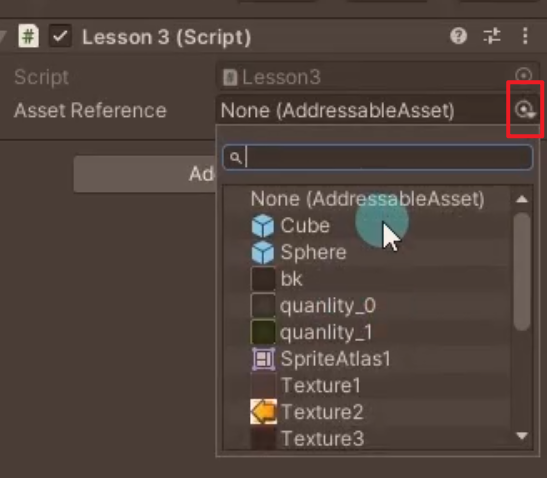 # Lesson 3 (Script)
Script # Lesson3
Asset Reference None (AddressableAsset)
Ad
None (AddressableAsset)
Cube
Sphere
bk
quanlity_0
quanlity_1
SpriteAtlas1
Texture1
Texture2
Texture3